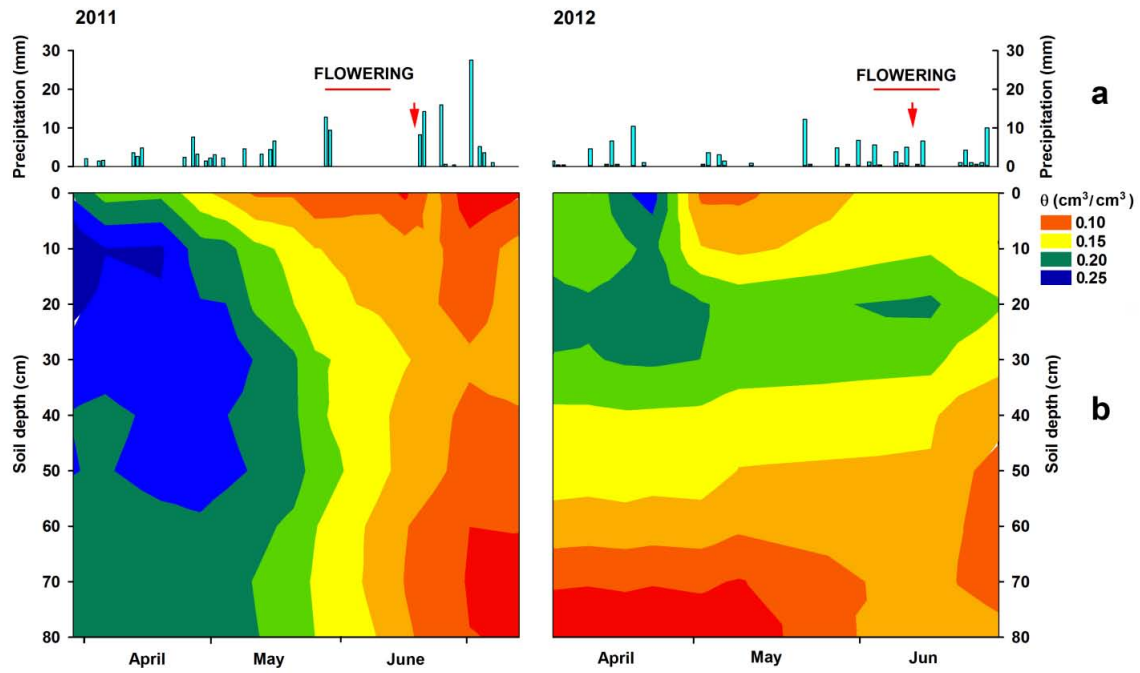 2011
2012
Precipitation (mm)
30
20
10
0
FLOWERING
FLOWERING
30
20
10
0
Precipitation (mm)
a
Soil depth (cm)
0
10
20
30
40
50
60
70
80
0
10
20
30
40
50
60
70
80
Soil depth (cm)
θ (cm³/cm³)
0.10
0.15
0.20
0.25
b
April May June
April May Jun